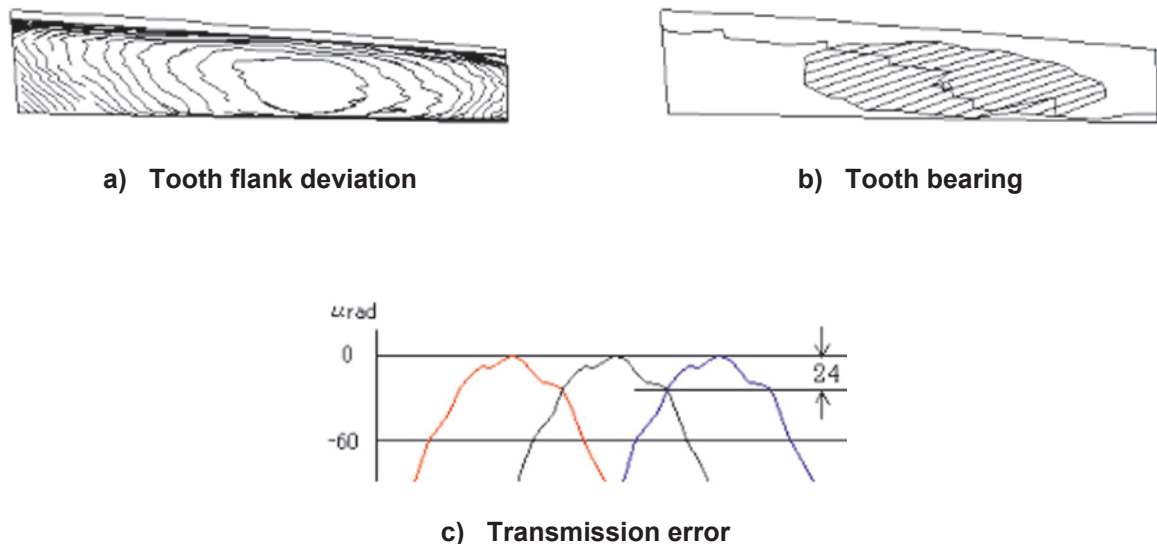 a) Tooth flank deviation
b) Tooth bearing
μrad
0
24
-60
c) Transmission error